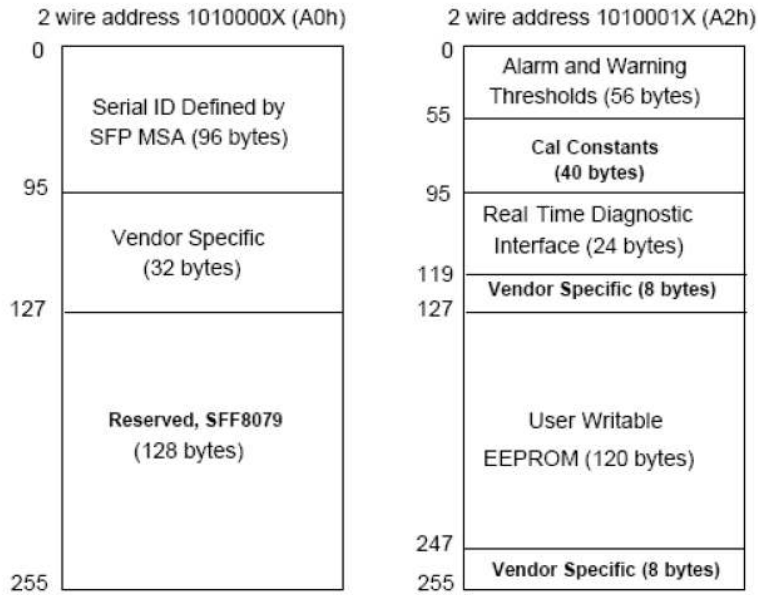 2 wire address 1010000X (A0h)
0
Serial ID Defined by
SFP MSA (96 bytes)
95
Vendor Specific
(32 bytes)
127
Reserved, SFF8079
(128 bytes)
255
2 wire address 1010001X (A2h)
0
Alarm and Warning
Thresholds (56 bytes)
55
Cal Constants
(40 bytes)
95
Real Time Diagnostic
Interface (24 bytes)
119
Vendor Specific (8 bytes)
127
User Writable
EEPROM (120 bytes)
247
Vendor Specific (8 bytes)
255